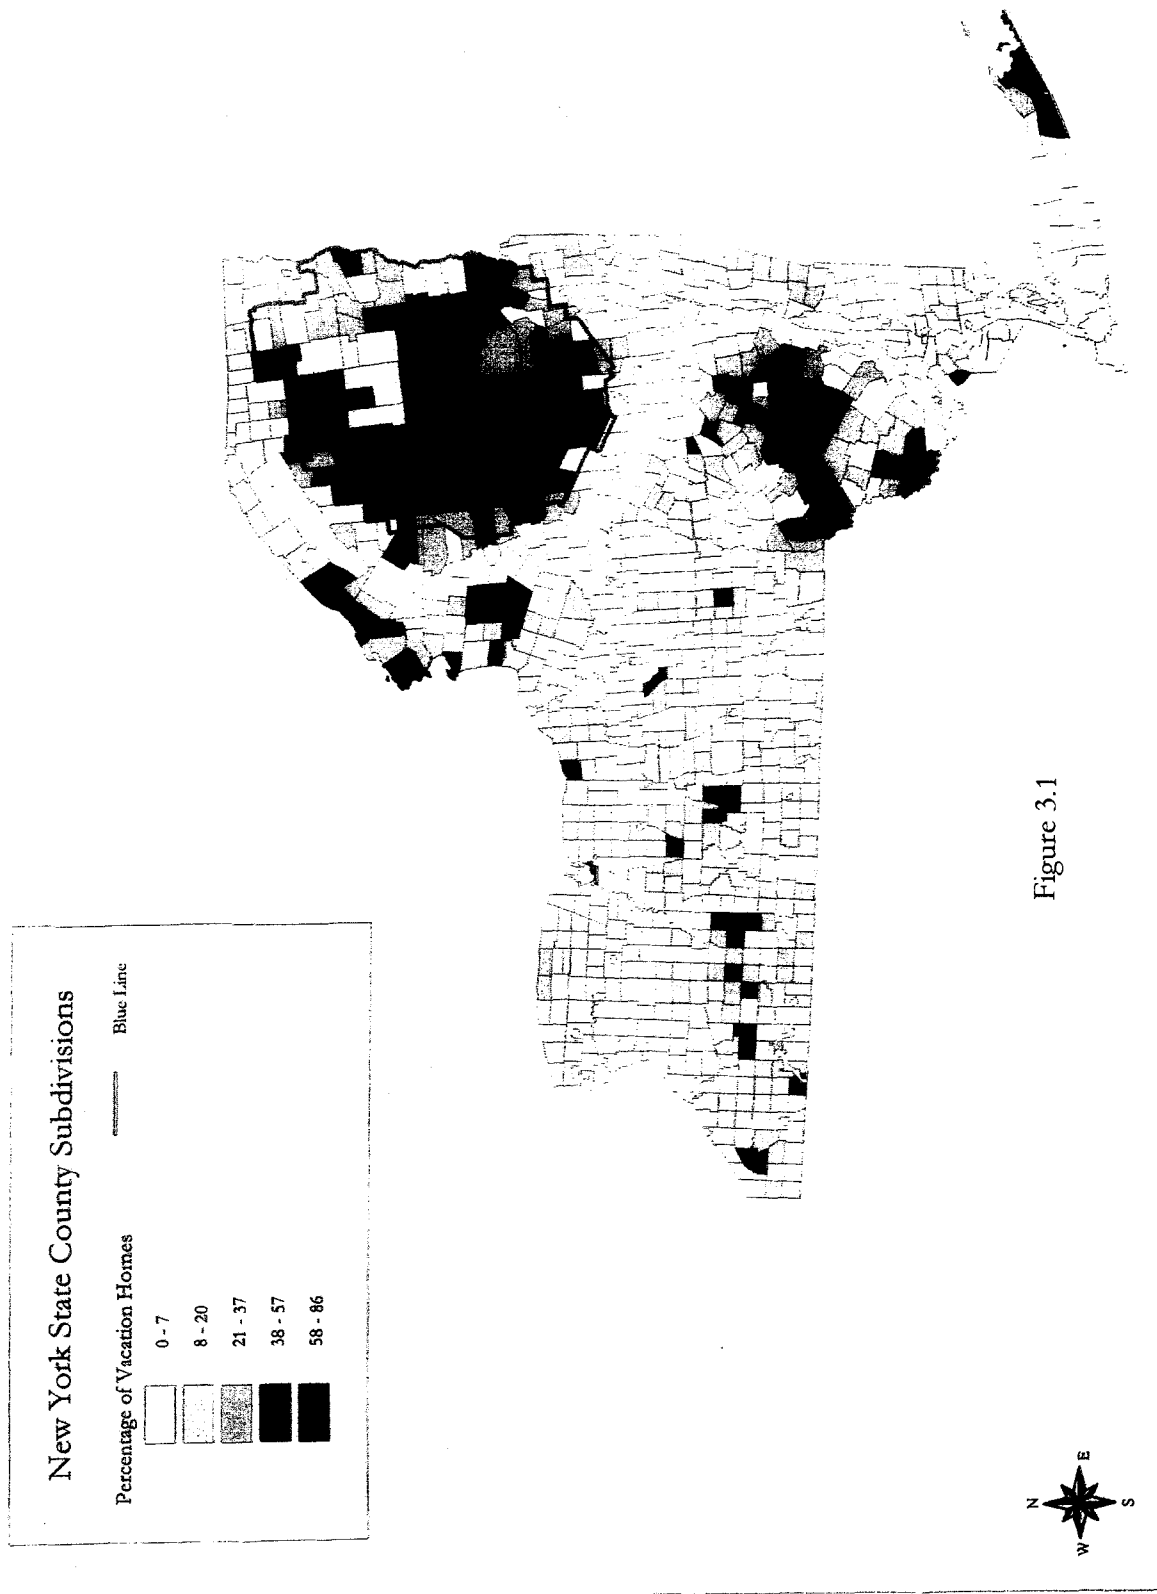 New York State County Subdivisions
Percentage of Vacation Homes
Blue Line
0 - 7
8 - 20
21 - 37
38 - 57
58 - 86
Figure 3.1
N
W
E
S